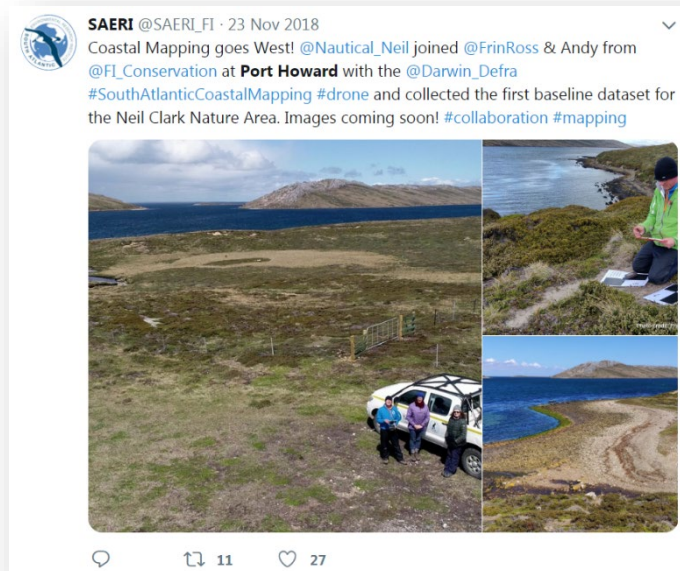 SAERI @SAERI_FI · 23 Nov 2018
Coastal Mapping goes West! @Nautical_Neil joined @FrinRoss & Andy from
@FI_Conservation at Port Howard with the @Darwin_Defra
#SouthAtlanticCoastalMapping #drone and collected the first baseline dataset for
the Neil Clark Nature Area. Images coming soon! #collaboration #mapping
11 27